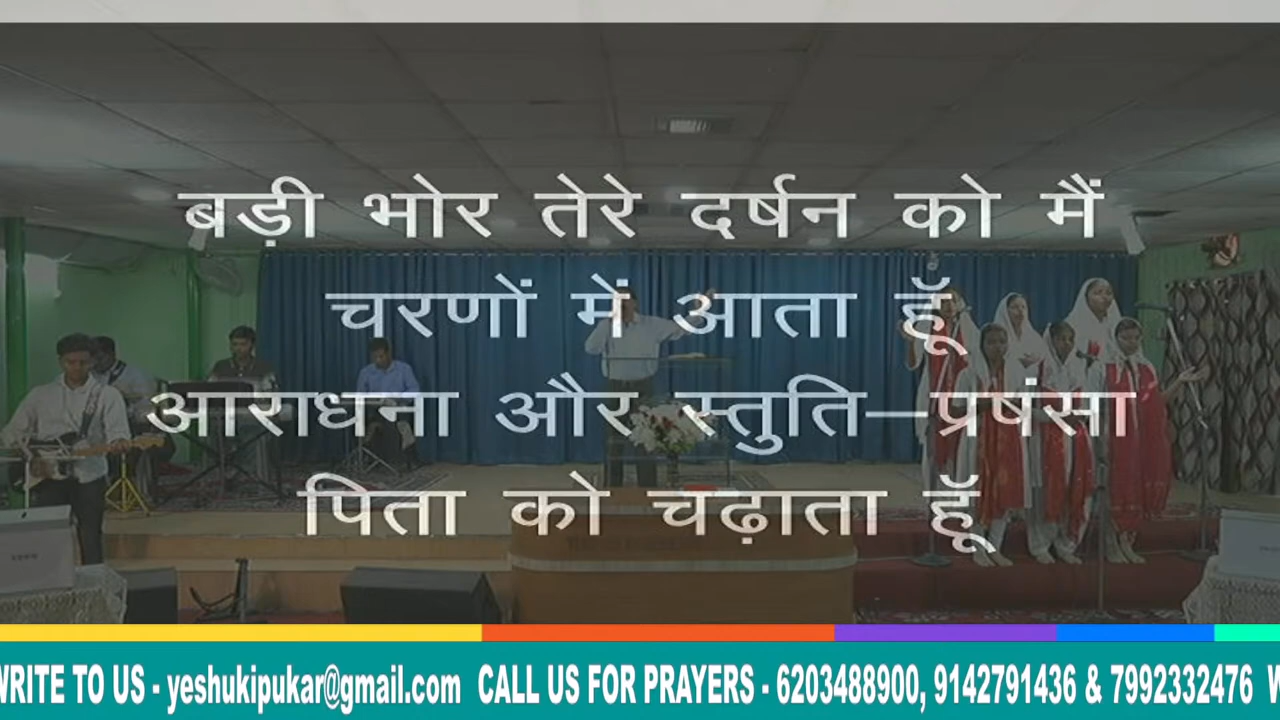 बड़ी भोर तेरे दर्षन को मैं
चरणों में आता हूॅ
आराधना और स्तुति–प्रषंसा
पिता को चढ़ाता हूॅ
WRITE TO US - yeshukipukar@gmail.com CALL US FOR PRAYERS - 6203488900, 9142791436 & 7992332476 W